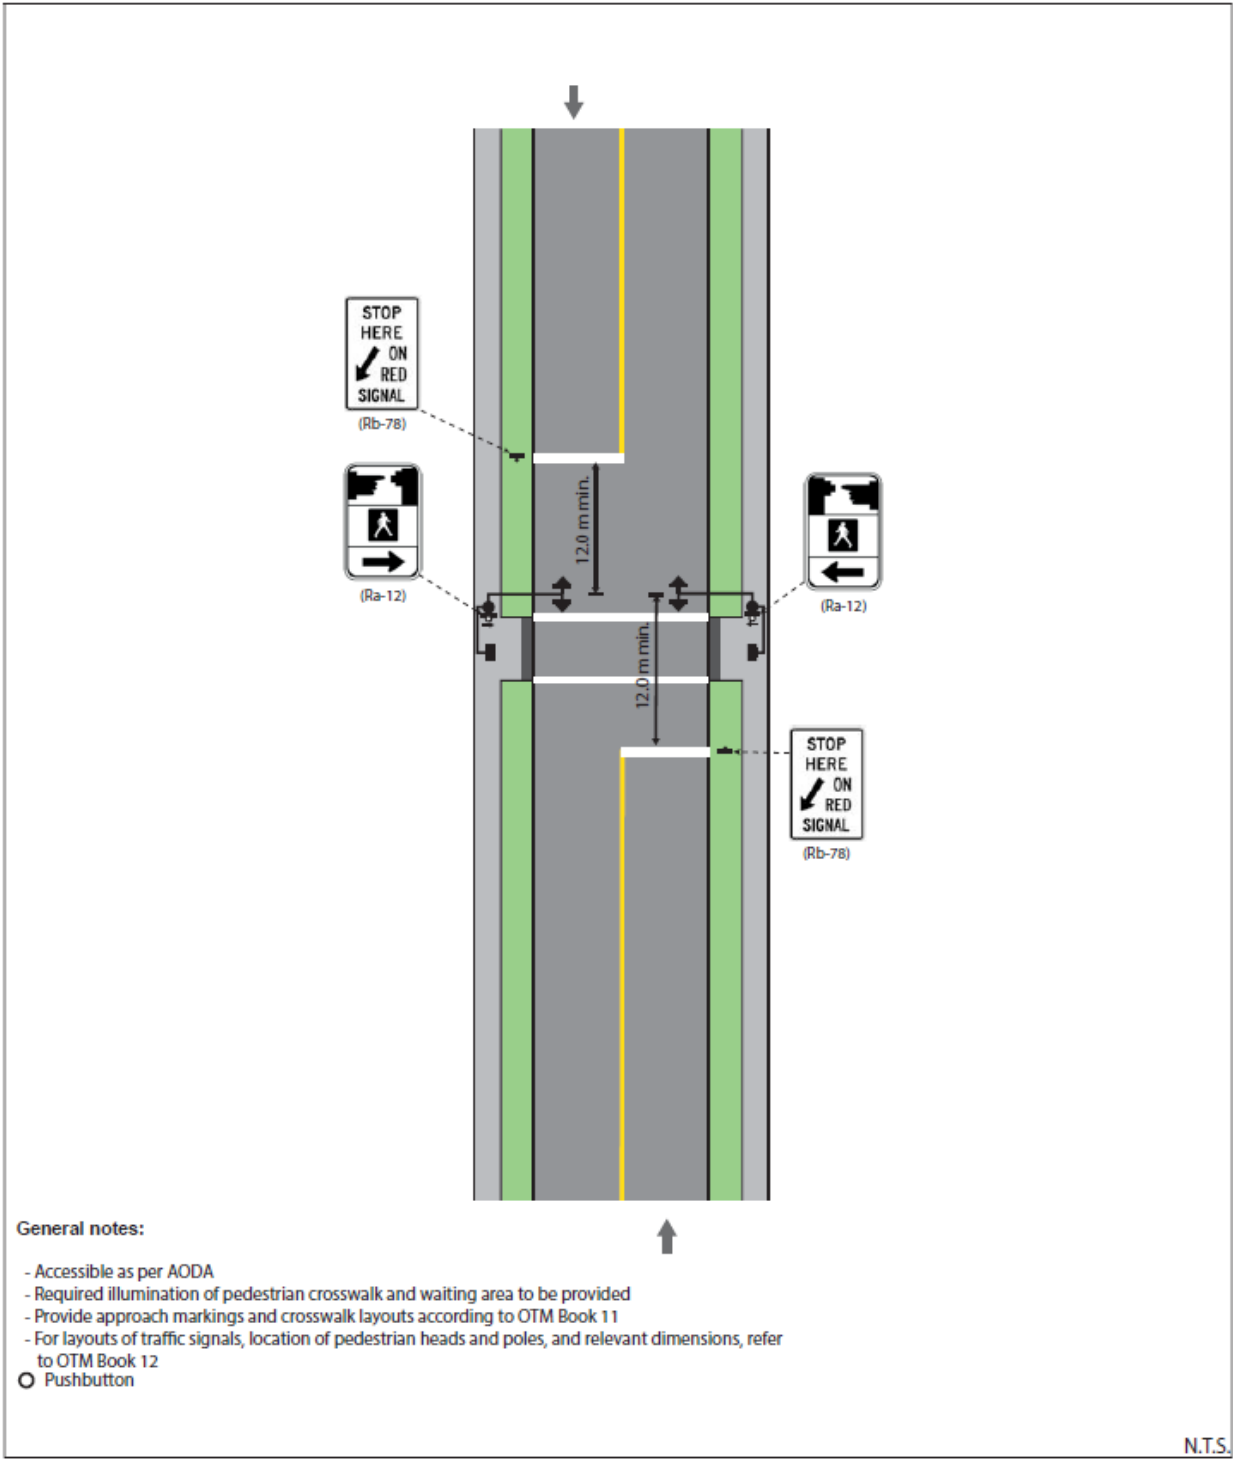 STOP
HERE
ON
RED
SIGNAL
(Rb-78)
12.0 m min.
(Ra-12)
(Ra-12)
12.0 m min.
STOP
HERE
ON
RED
SIGNAL
(Rb-78)
General notes:
- Accessible as per AODA
- Required illumination of pedestrian crosswalk and waiting area to be provided
- Provide approach markings and crosswalk layouts according to OTM Book 11
- For layouts of traffic signals, location of pedestrian heads and poles, and relevant dimensions, refer
to OTM Book 12
Pushbutton
N.T.S.